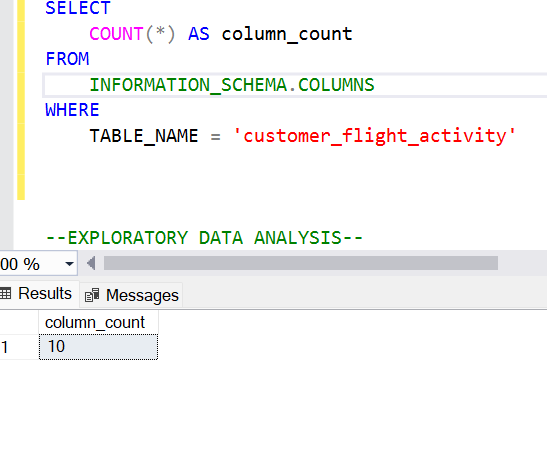 SELECT
COUNT(*) AS column_count
FROM
INFORMATION_SCHEMA.COLUMNS
WHERE
TABLE_NAME = 'customer_flight_activity'
--EXPLORATORY DATA ANALYSIS--
00 %
Results Messages
column_count
1 10